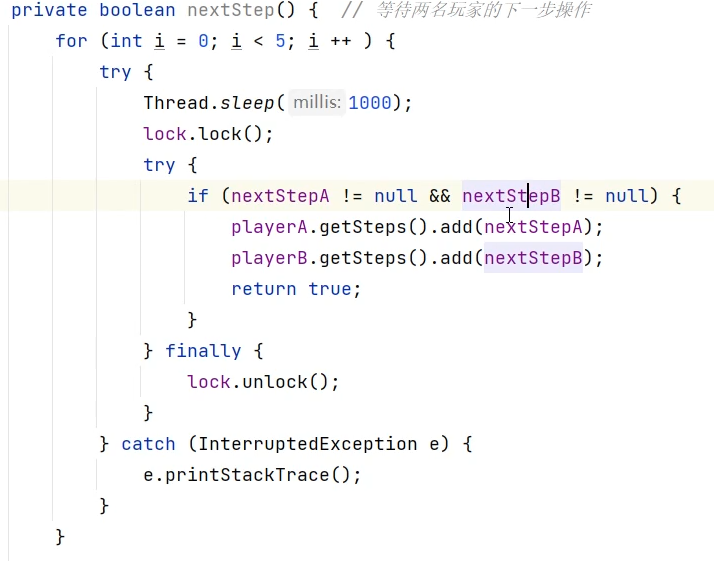 private boolean nextStep() {  // 等待两名玩家的下一步操作
    for (int i = 0; i < 5; i ++ ) {
        try {
            Thread.sleep( millis: 1000);
            lock.lock();
            try {
                if (nextStepA != null && nextStepB != null) {
                    playerA.getSteps().add(nextStepA);
                    playerB.getSteps().add(nextStepB);
                    return true;
                }
            } finally {
                lock.unlock();
            }
        } catch (InterruptedException e) {
            e.printStackTrace();
        }
    }